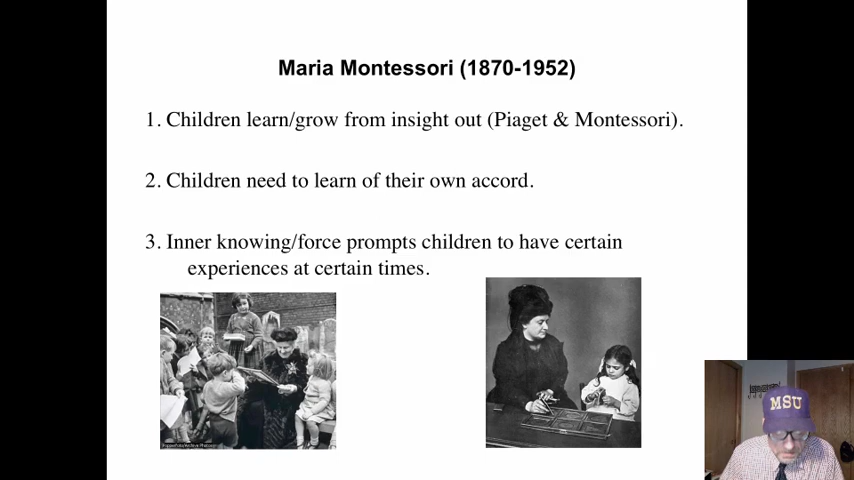 Maria Montessori (1870-1952)
1. Children learn/grow from insight out (Piaget & Montessori).
2. Children need to learn of their own accord.
3. Inner knowing/force prompts children to have certain
experiences at certain times.
MSU